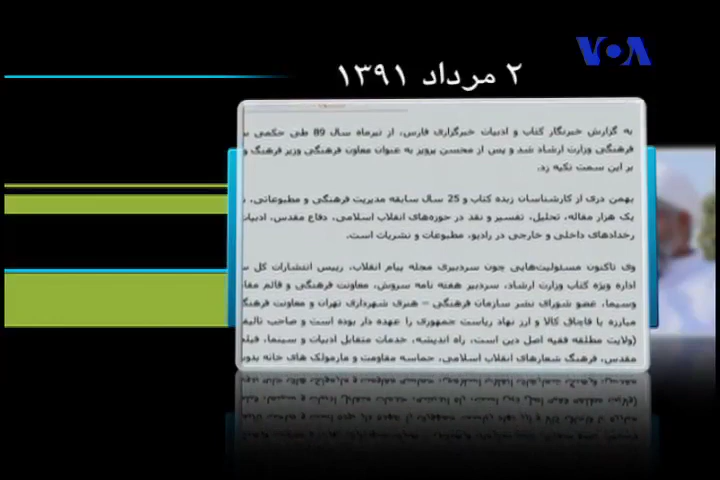 VOA
۲ مرداد ۱۳۹۱
به گزارش خبرنگار کتاب و ادبیات خبرگزاری فارس، از تیرماه سال 89 طی حکمی
فرهنگی وزارت ارشاد شد و پس از محسن پرویز به عنوان معاون فرهنگی وزیر فرهنگ و
بر این سمت تکیه زد.
بهمن دری از کارشناسان زبده کتاب و 25 سال سابقه مدیریت فرهنگی و مطبوعاتی،
یک هزار مقاله، تحلیل، تفسیر و نقد در حوزه‌های انقلاب اسلامی، دفاع مقدس، ادبیات
رخدادهای داخلی و خارجی در رادیو، مطبوعات و نشریات است.
وی تاکنون مسئولیت‌هایی چون سردبیری مجله پیام انقلاب، رییس انتشارات کل
اداره ویژه کتاب وزارت ارشاد، سردبیر هفته نامه سروش، معاونت فرهنگی و قائم مقا
وسیما، عضو شورای نشر سازمان فرهنگی – هنری شهرداری تهران و معاونت فرهنگ
مبارزه با قاچاق کالا و ارز نهاد ریاست جمهوری را عهده دار بوده است و صاحب تالیف
(ولایت مطلقه فقیه اصل دین است، راه اندیشه، خدمات متقابل ادبیات و سینما، فیلم
مقدس، فرهنگ شعارهای انقلاب اسلامی، حماسه مقاومت و مارمولک های خانه پدو